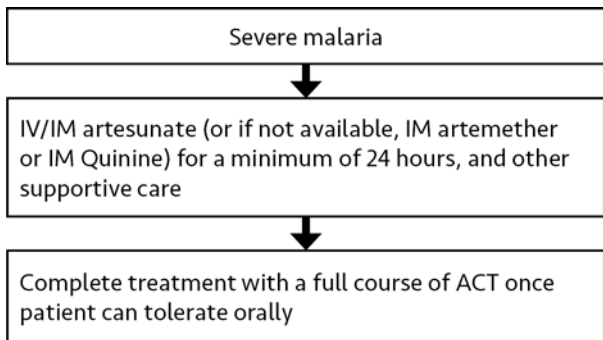 Severe malaria
IV/IM artesunate (or if not available, IM artemether
or IM Quinine) for a minimum of 24 hours, and other
supportive care
Complete treatment with a full course of ACT once
patient can tolerate orally